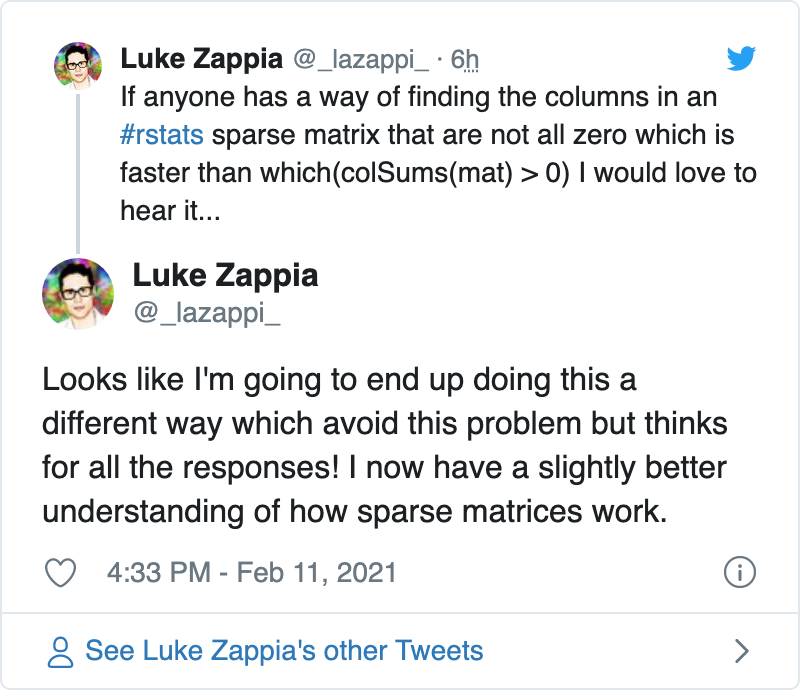 Luke Zappia @_lazappi_ · 6h
If anyone has a way of finding the columns in an
#rstats sparse matrix that are not all zero which is
faster than which(colSums(mat) > 0) I would love to
hear it...
Luke Zappia
@_lazappi_
Looks like I'm going to end up doing this a
different way which avoid this problem but thinks
for all the responses! I now have a slightly better
understanding of how sparse matrices work.
4:33 PM - Feb 11, 2021
See Luke Zappia's other Tweets